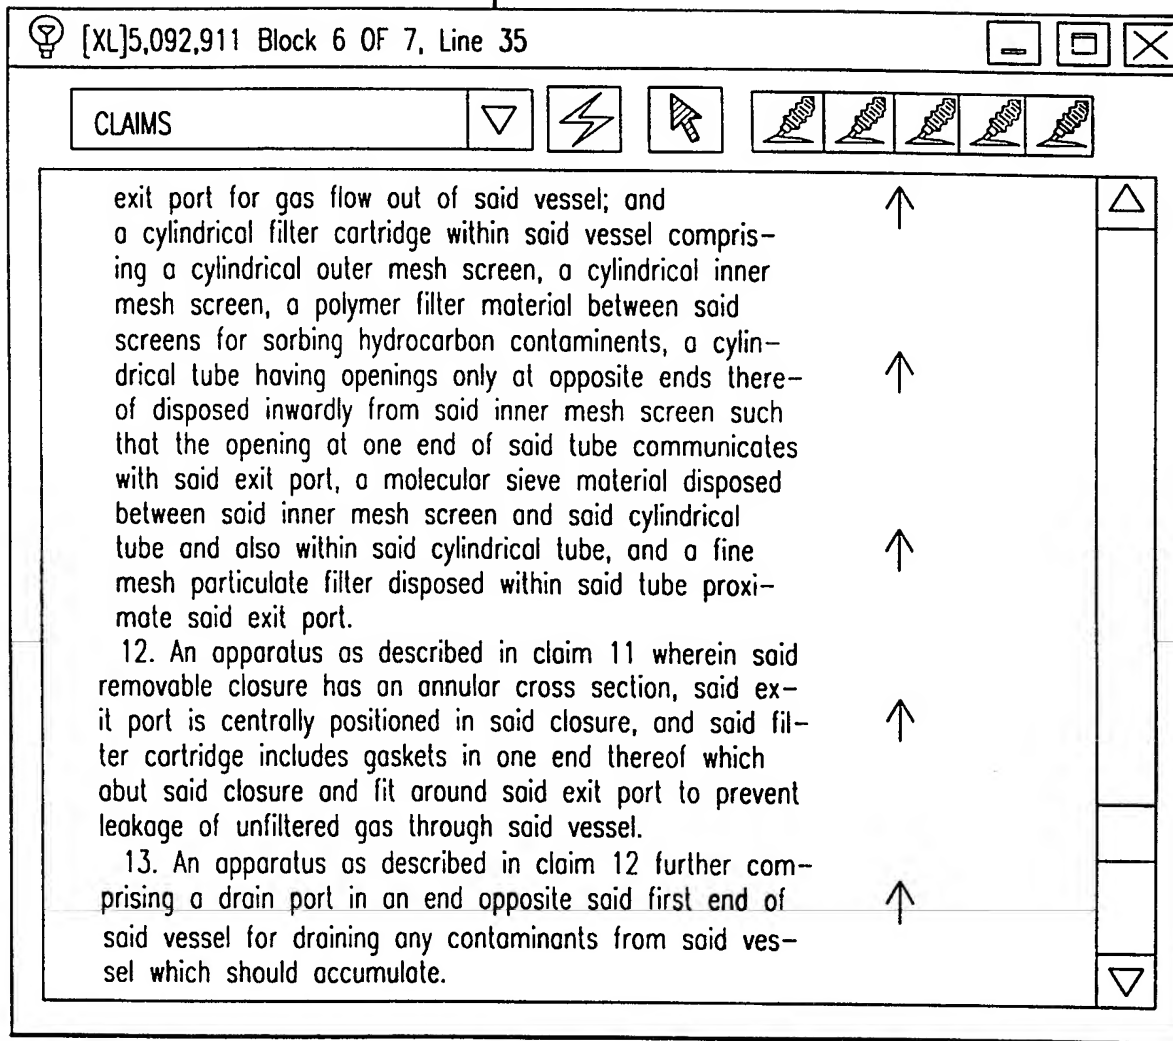 [XL]5,092,911 Block 6 OF 7, Line 35
CLAIMS
exit port for gas flow out of said vessel; and
a cylindrical filter cartridge within said vessel compris-
ing a cylindrical outer mesh screen, a cylindrical inner
mesh screen, a polymer filter material between said
screens for sorbing hydrocarbon contaminents, a cylin-
drical tube having openings only at opposite ends there-
of disposed inwardly from said inner mesh screen such
that the opening at one end of said tube communicates
with said exit port, a molecular sieve material disposed
between said inner mesh screen and said cylindrical
tube and also within said cylindrical tube, and a fine
mesh particulate filter disposed within said tube proxi-
mate said exit port.
12. An apparatus as described in claim 11 wherein said
removable closure has an annular cross section, said ex-
it port is centrally positioned in said closure, and said fil-
ter cartridge includes gaskets in one end thereof which
abut said closure and fit around said exit port to prevent
leakage of unfiltered gas through said vessel.
13. An apparatus as described in claim 12 further com-
prising a drain port in an end opposite said first end of
said vessel for draining any contaminants from said ves-
sel which should accumulate.